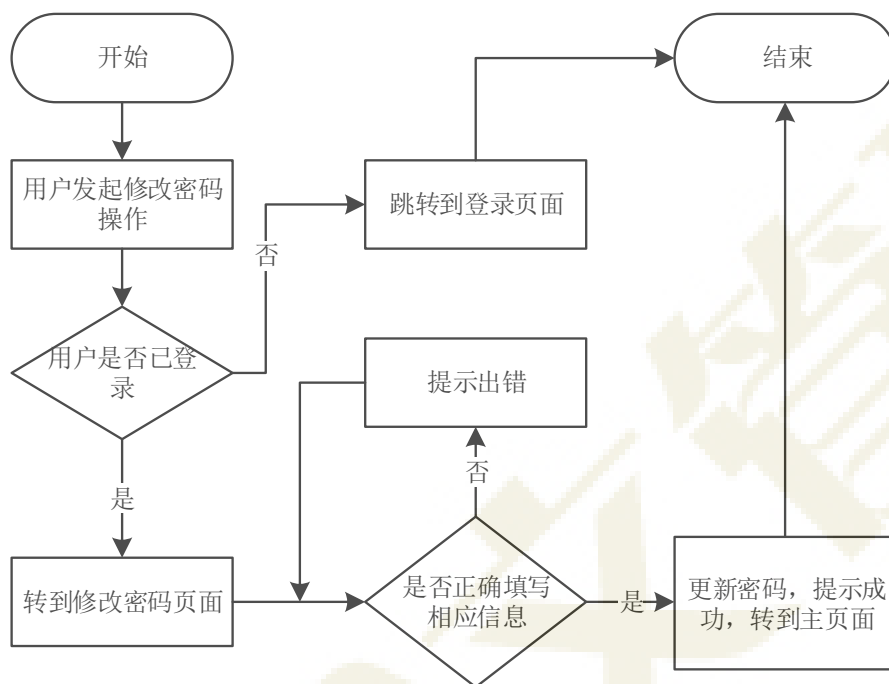 开始
结束
用户发起修改密码
操作
跳转到登录页面
否
用户是否已登
录
提示出错
否
是
转到修改密码页面
是否正确填写
相应信息
是
更新密码，提示成
功，转到主页面